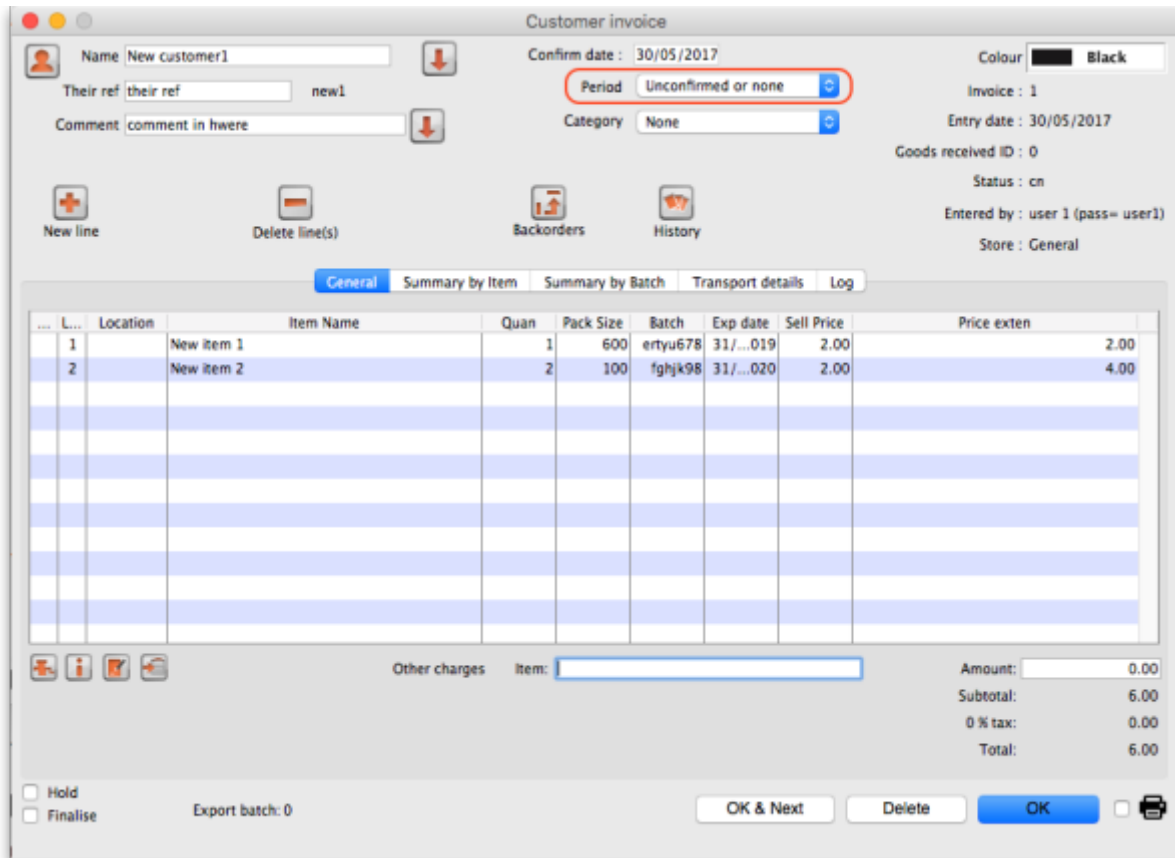 Customer invoice
Name New customer1 Confirm date : 30/05/2017 Colour Black
Their ref their ref new1 Period Unconfirmed or none Invoice : 1
Comment comment in hwere Category None Entry date : 30/05/2017
Goods received ID : 0
Status : cn
New line Delete line(s) Backorders History Entered by : user 1 (pass= user1)
Store : General
General Summary by Item Summary by Batch Transport details Log
... L... Location Item Name Quan Pack Size Batch Exp date Sell Price Price exten
1 New item 1 1 600 ertyu678 31/...019 2.00 2.00
2 New item 2 2 100 fghjk98 31/...020 2.00 4.00
Other charges Item: Amount: 0.00
Subtotal: 6.00
0 % tax: 0.00
Total: 6.00
Hold
Finalise Export batch: 0 OK & Next Delete OK